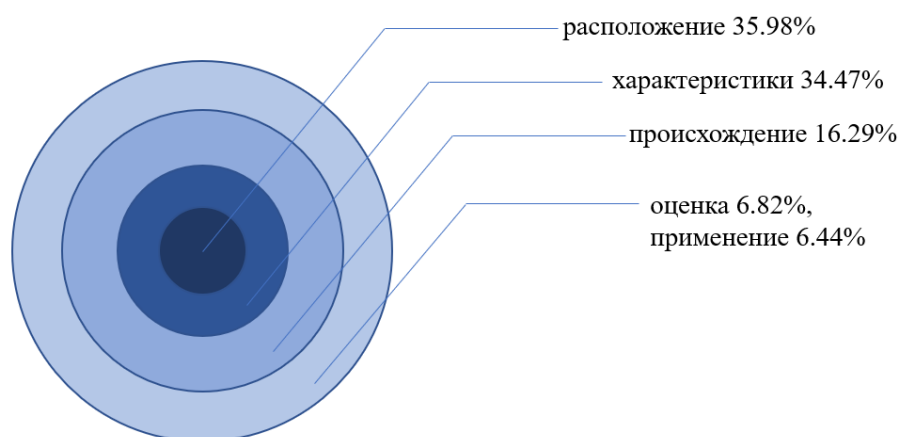 расположение 35.98%
характеристики 34.47%
происхождение 16.29%
оценка 6.82%,
применение 6.44%